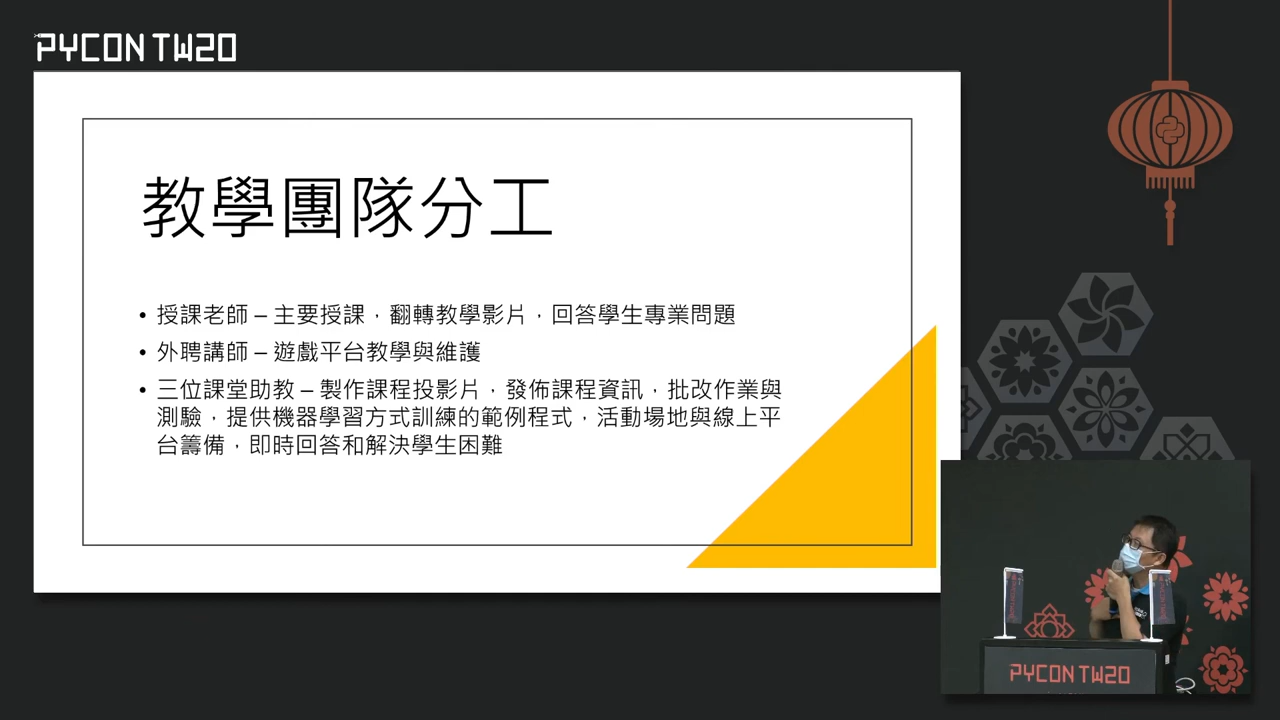 PYCON TW20
教學團隊分工
• 授課老師 – 主要授課，翻轉教學影片，回答學生專業問題
• 外聘講師 – 遊戲平台教學與維護
• 三位課堂助教 – 製作課程投影片，發佈課程資訊，批改作業與
測驗，提供機器學習方式訓練的範例程式，活動場地與線上平
台籌備，即時回答和解決學生困難
PYCON TW20